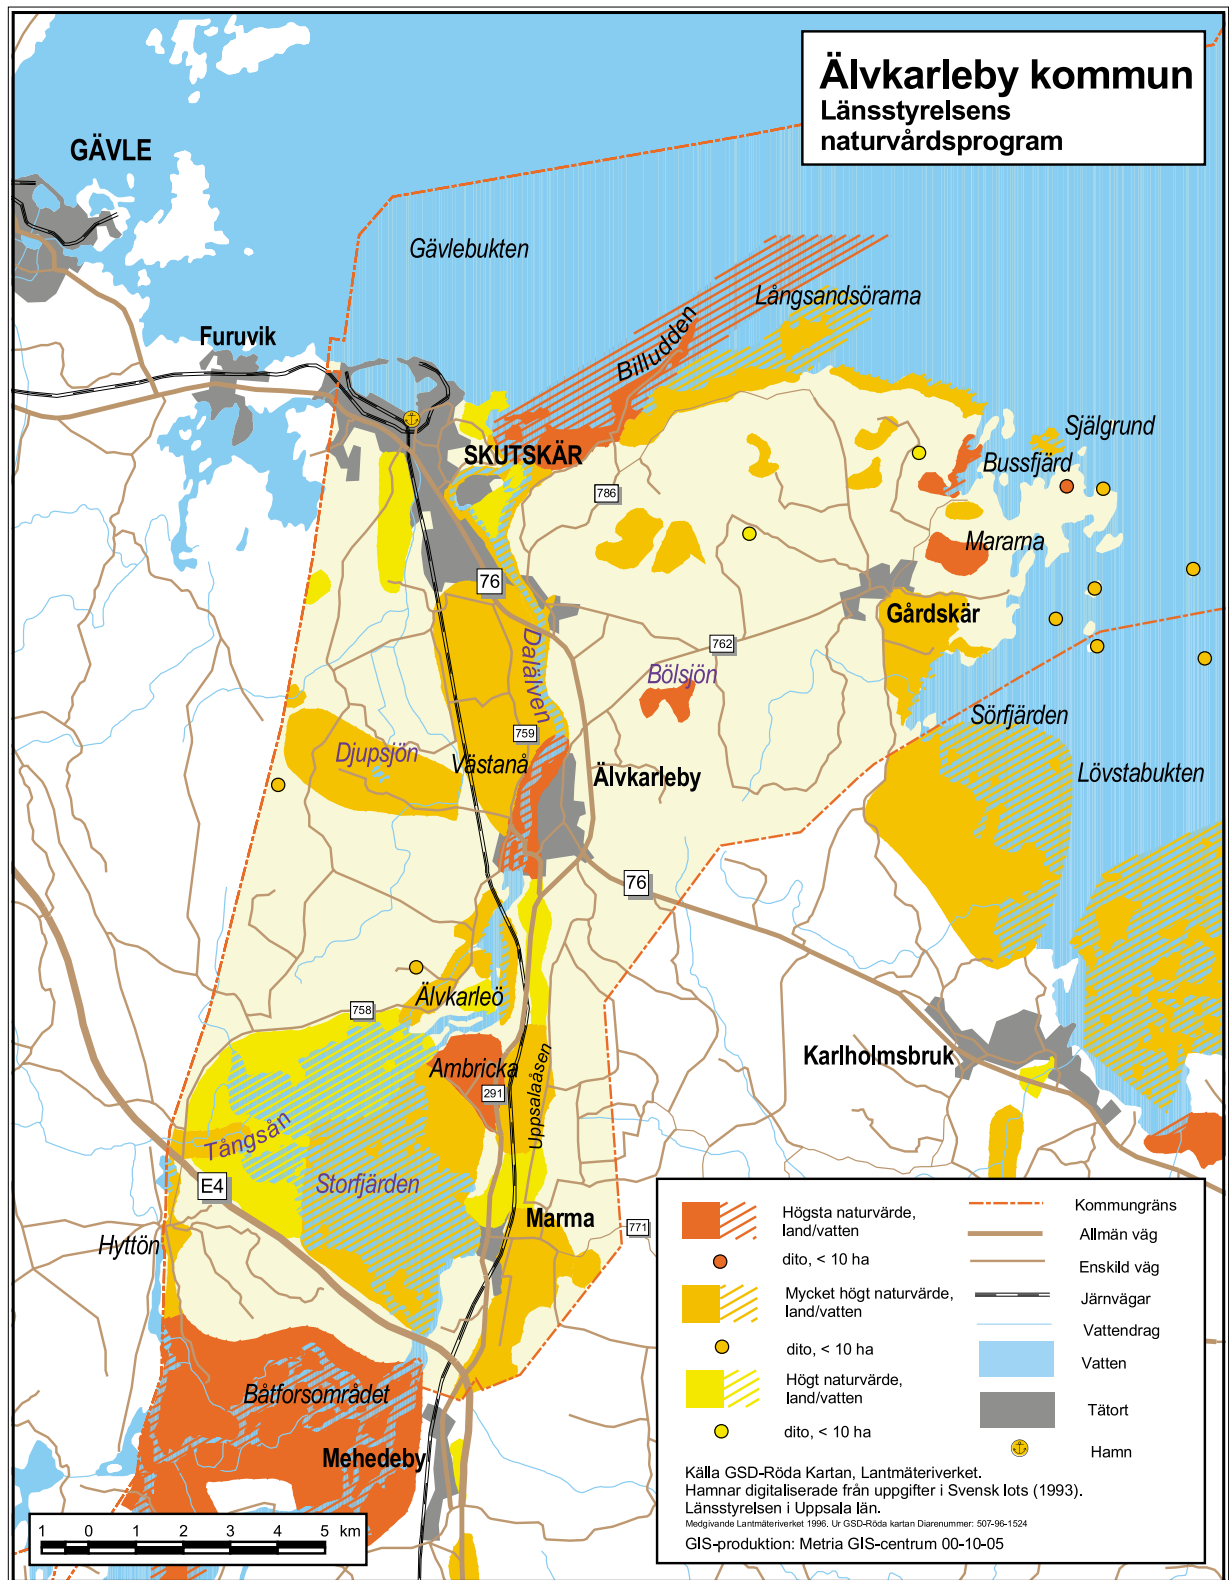 Älvkarleby kommun
Länsstyrelsens
naturvårdsprogram
GÄVLE
Gävlebukten
Långsandsörarna
Billudden
Furuvik
SKUTSKÄR
Själgrund
Bussfjärd
786
Mararna
76
Gårdskär
762
Dalälven
Bölsjön
Sörfjärden
759
Djupsjön
Västanå
Älvkarleby
Lövstabukten
76
Älvkarleö
758
Karlholmsbruk
Ambricka
291
Uppsalaåsen
Tångsån
E4
Storfjärden
Marma
771
Hyttön
Båtforsområdet
Mehedeby
Högsta naturvärde,
land/vatten
dito, < 10 ha
Mycket högt naturvärde,
land/vatten
dito, < 10 ha
Högt naturvärde,
land/vatten
dito, < 10 ha
Kommungräns
Allmän väg
Enskild väg
Järnvägar
Vattendrag
Vatten
Tätort
Hamn
Källa GSD-Röda Kartan, Lantmäteriverket.
Hamnar digitaliserade från uppgifter i Svensk lots (1993).
Länsstyrelsen i Uppsala län.
Medgivande Lantmäteriverket 1996. Ur GSD-Röda kartan Diarenummer: 507-96-1524
GIS-produktion: Metria GIS-centrum 00-10-05
1 0 1 2 3 4 5 km